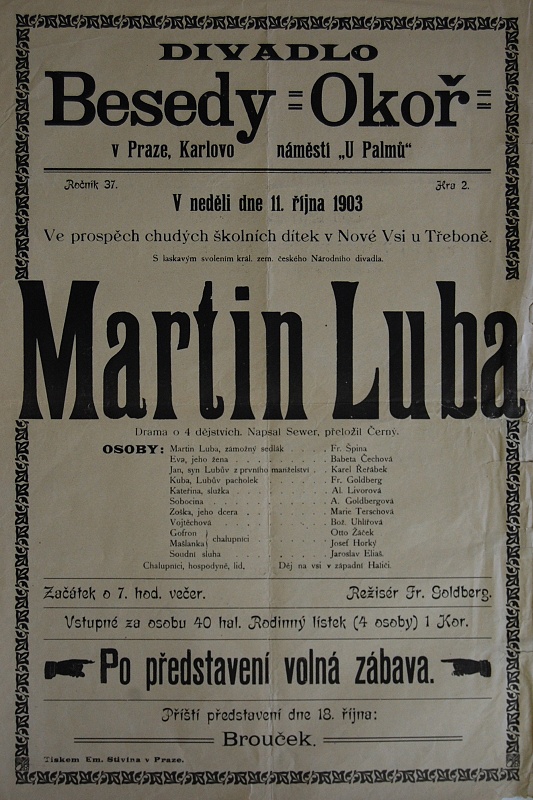 DIVADLO
Besedy = Okoř =
v Praze, Karlovo náměstí „U Palmů“
Ročník 37. Hra 2.
V neděli dne 11. října 1903
Ve prospěch chudých školních dítek v Nové Vsi u Třeboně.
S laskavým svolením král. zem. českého Národního divadla.
Martin Luba
Drama o 4 dějstvích. Napsal Sewer, přeložil Černý.
OSOBY: Martin Luba, zámožný sedlák . . . . Fr. Špina
Eva, jeho žena . . . . . . . . Babeta Čechová
Jan, syn Lubův z prvního manželství . Karel Řeřábek
Kuba, Lubův pacholek . . . . . Fr. Goldberg
Kateřina, služka . . . . . . . Al. Livorová
Sobocina . . . . . . . . . A. Goldbergová
Zoška, jeho dcera . . . . . . . Marie Terschová
Vojtěchová . . . . . . . . . Bož. Uhlířová
Gofron } chalupníci . . . . . . Otto Žáček
Mašlanka } chalupníci . . . . . . Josef Horký
Soudní sluha . . . . . . Jaroslav Eliáš.
Chalupníci, hospodyně, lid. Děj na vsi v západní Haliči.
Začátek o 7. hod. večer. Režisér Fr. Goldberg.
Vstupné za osobu 40 hal. Rodinný lístek (4 osoby) 1 Kor.
Po představení volná zábava.
Příští představení dne 18. října:
Brouček.
Tiskem Em. Stivína v Praze.